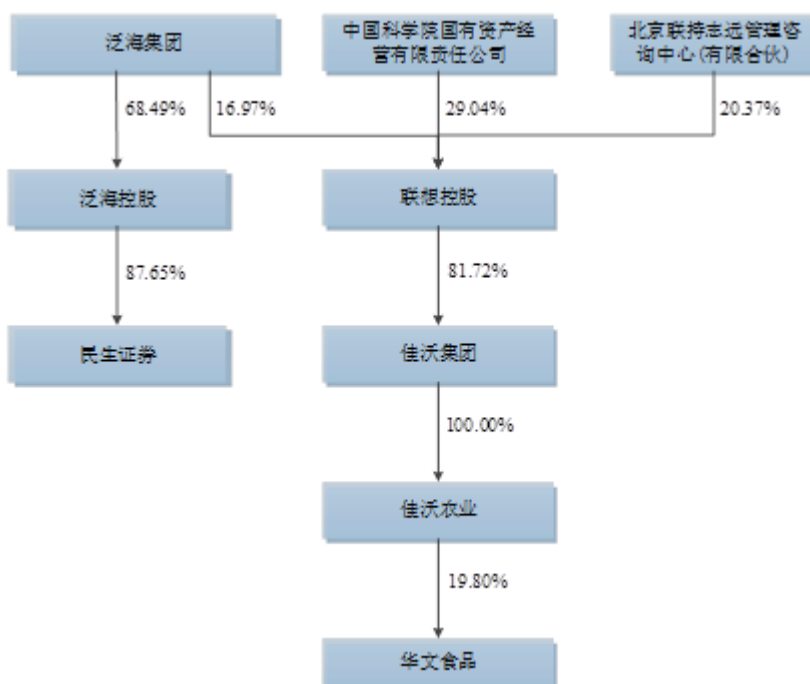 泛海集团
中国科学院国有资产经
营有限责任公司
北京联持志远管理咨
询中心(有限合伙)
68.49%
16.97%
29.04%
20.37%
泛海控股
联想控股
87.65%
81.72%
民生证券
佳沃集团
100.00%
佳沃农业
19.80%
华文食品